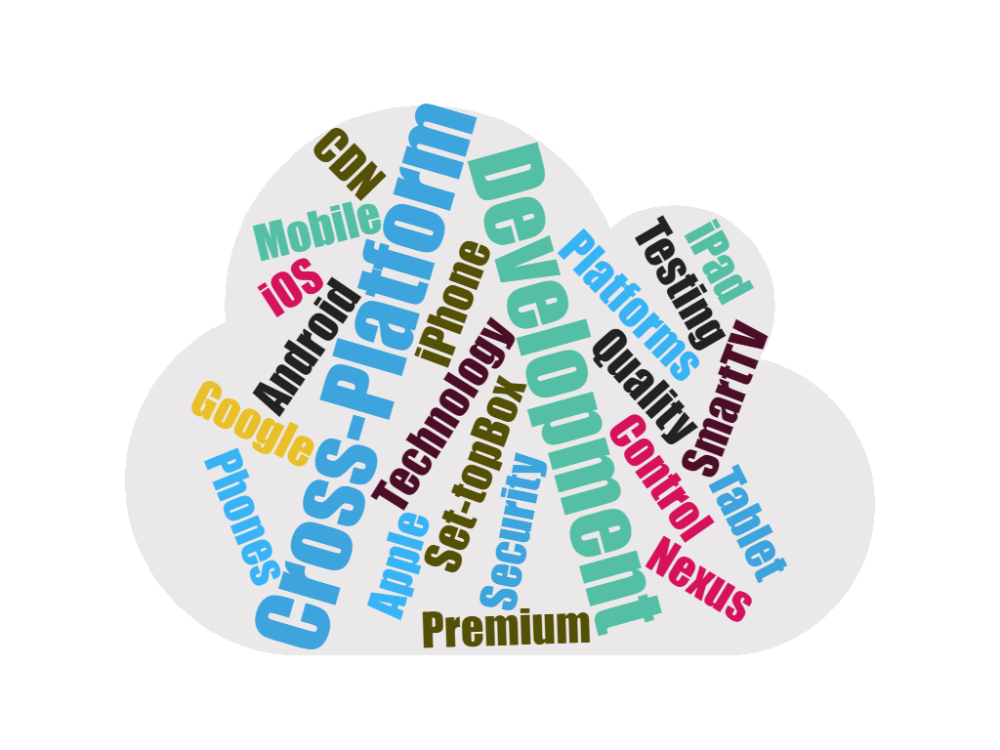 CDN
Mobile
iOS
Android
Google
Phones
Cross-Platform
iPhone
Technology
Set-topBox
Apple
Security
Premium
Development
Platforms
Testing
iPad
Quality
SmartTV
Control
Tablet
Nexus